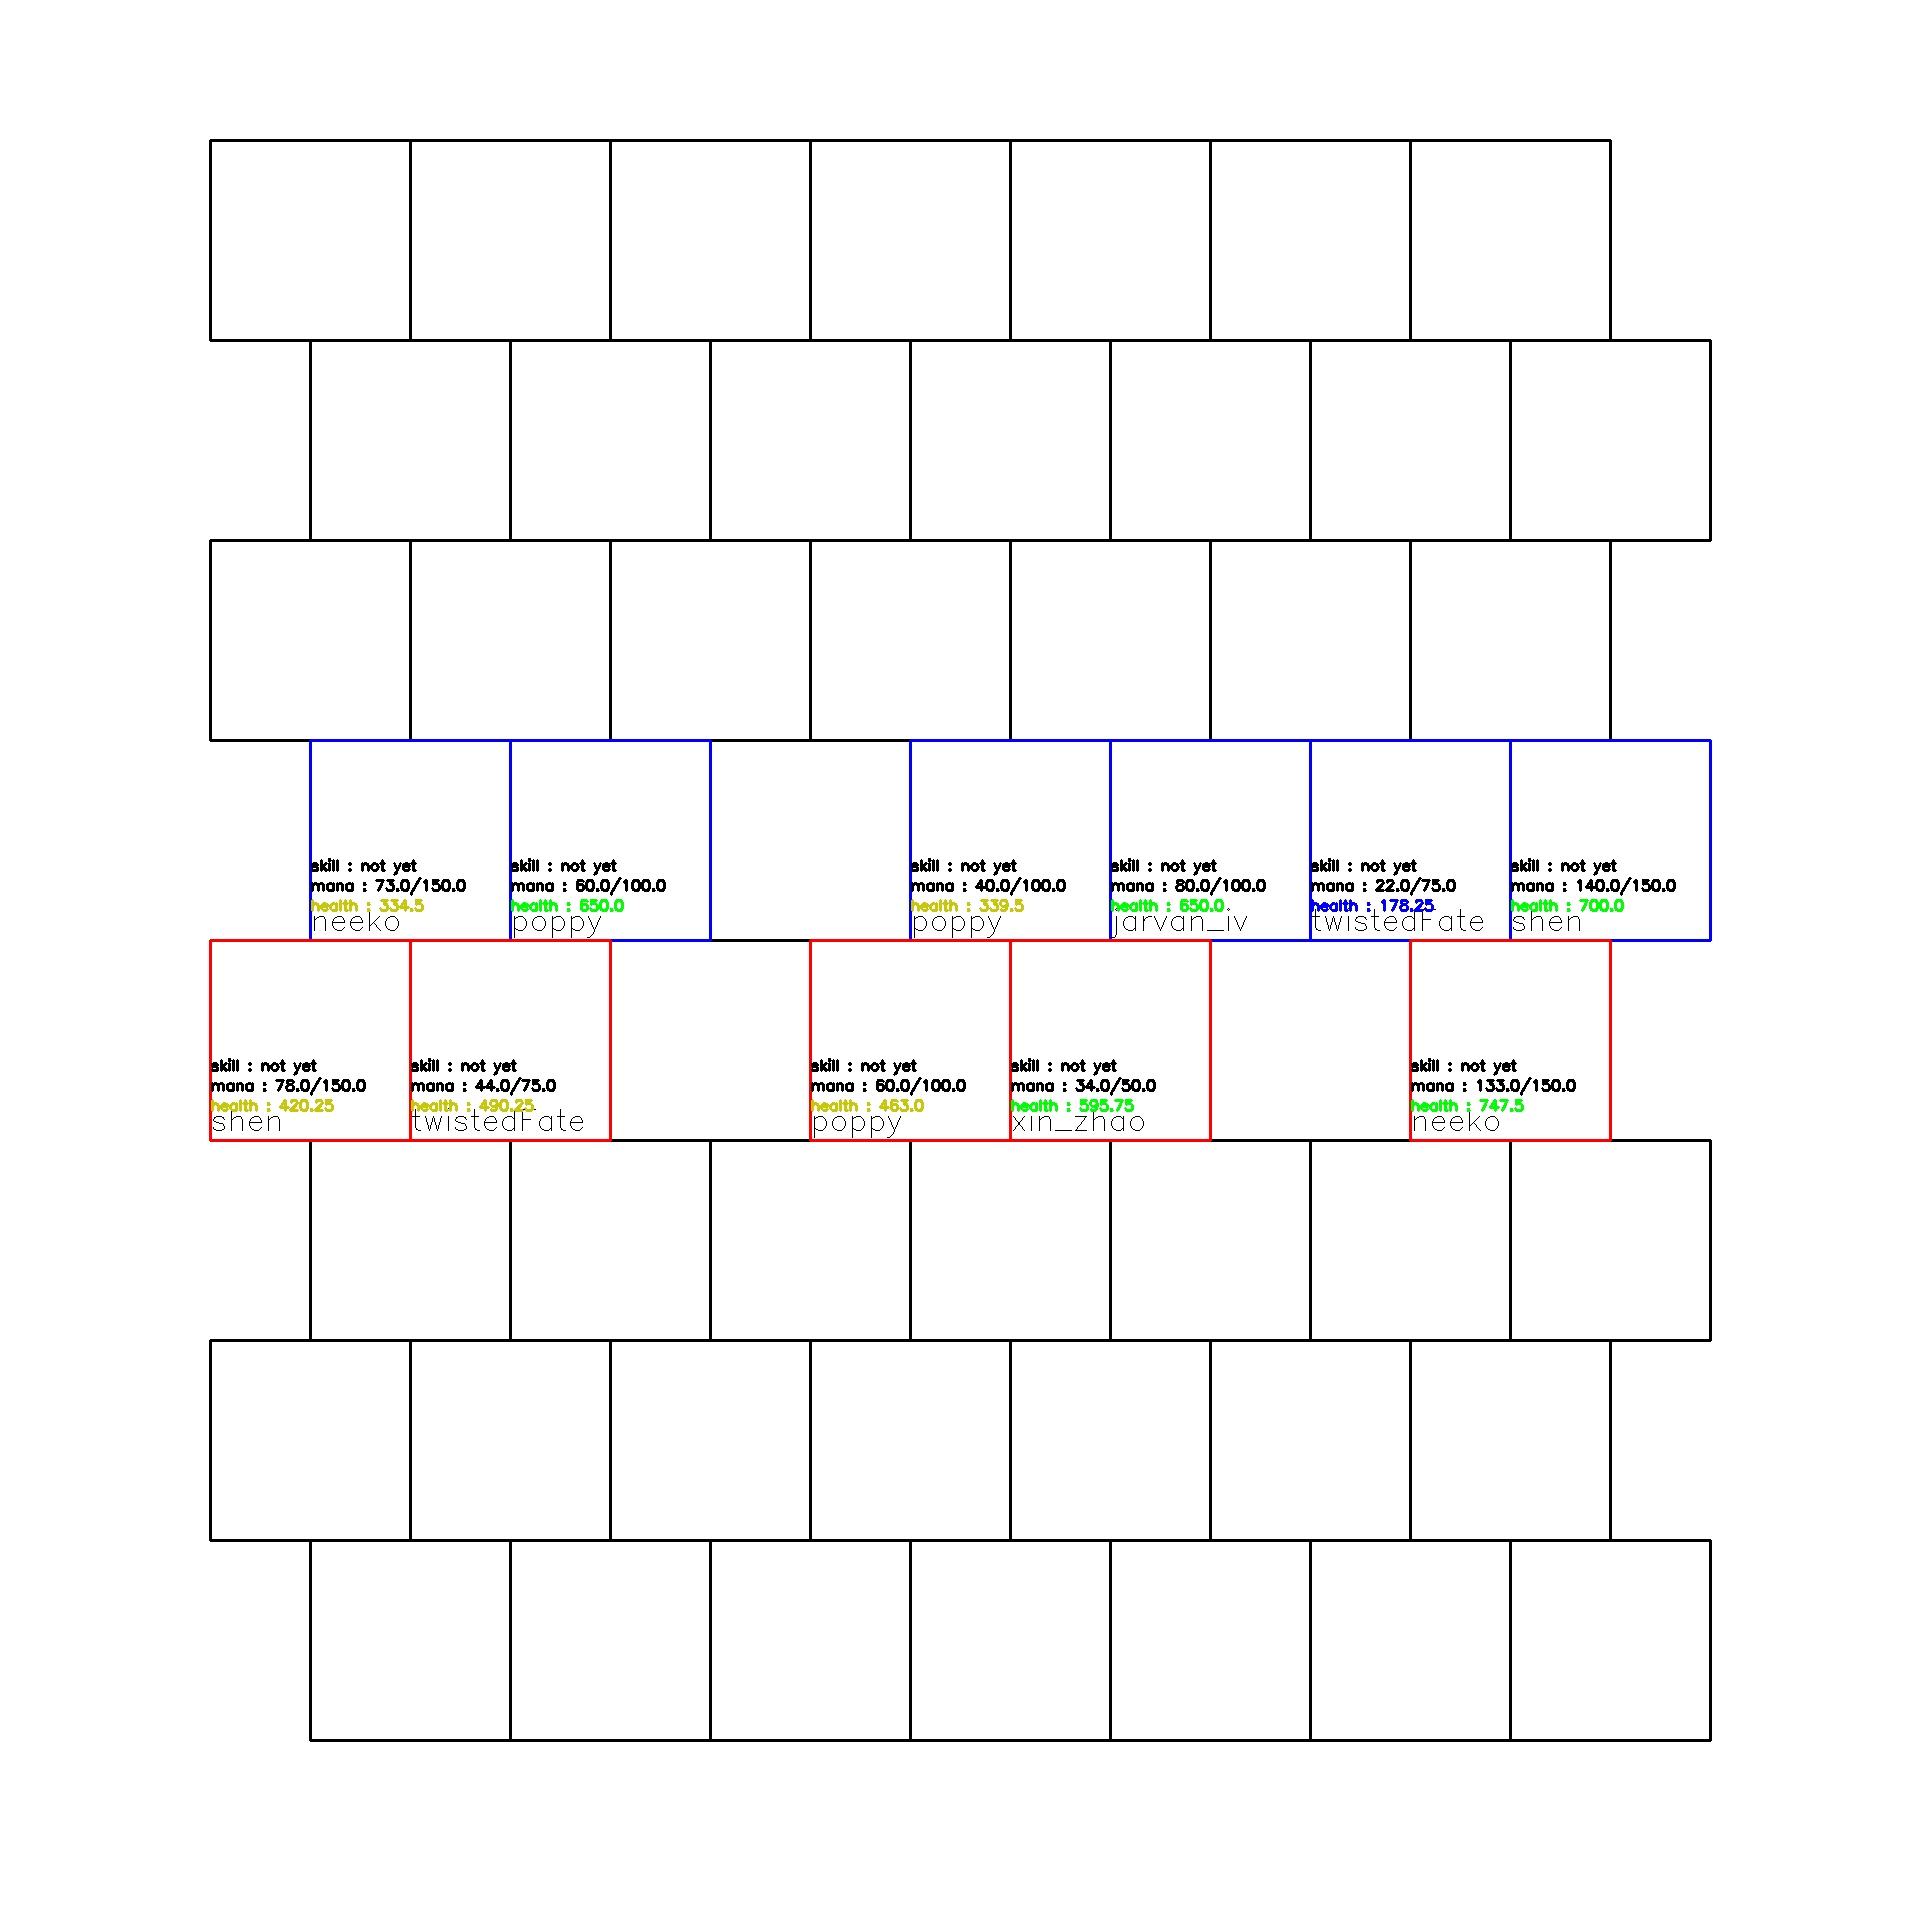 skill : not yet
mana : 73.0/150.0
health : 334.5
neeko
skill : not yet
mana : 60.0/100.0
health : 650.0
poppy
skill : not yet
mana : 40.0/100.0
health : 339.5
poppy
skill : not yet
mana : 80.0/100.0
health : 650.0
jarvan_iv
skill : not yet
mana : 22.0/75.0
health : 178.25
twistedFate
skill : not yet
mana : 140.0/150.0
health : 700.0
shen
skill : not yet
mana : 78.0/150.0
health : 420.25
shen
skill : not yet
mana : 44.0/75.0
health : 490.25
twistedFate
skill : not yet
mana : 60.0/100.0
health : 463.0
poppy
skill : not yet
mana : 34.0/50.0
health : 595.75
xin_zhao
skill : not yet
mana : 133.0/150.0
health : 747.5
neeko